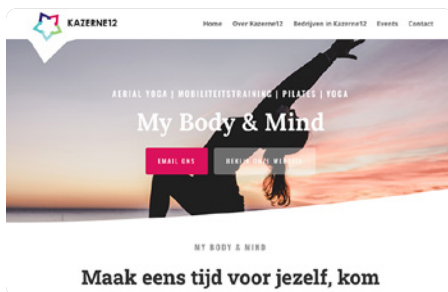 KAZERNE12
Home Over Kazerne12 Bedrijven in Kazerne12 Events Contact
AERIAL YOGA | MOBILITEITSTRAINING | PILATES | YOGA
My Body & Mind
EMAIL ONS BEKIJK ONZE WEBSITE
MY BODY & MIND
Maak eens tijd voor jezelf, kom